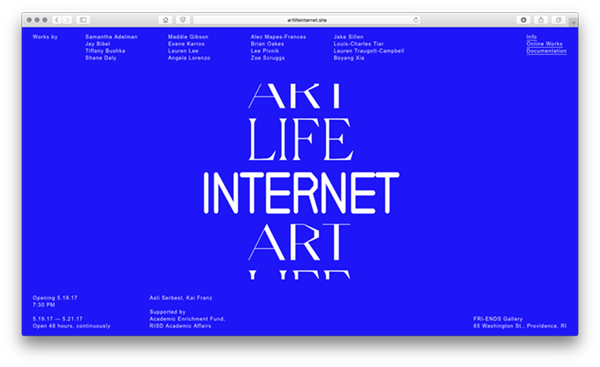 artlifeinternet.site
Works by
Samantha Adelman
Jay Bibel
Tiffany Bushka
Shane Daly
Maddie Gibson
Exene Karros
Lauren Lee
Angela Lorenzo
Alec Mapes-Frances
Brian Oakes
Lee Pivnik
Zoe Scruggs
Jake Sillen
Louis-Charles Tiar
Lauren Traugott-Campbell
Boyang Xia
Info
Online Works
Documentation
ART
LIFE
INTERNET
ART
LIFE
Opening 5.19.17
7:30 PM
5.19.17 — 5.21.17
Open 48 hours, continuously
Asli Serbest, Kai Franz
Supported by
Academic Enrichment Fund,
RISD Academic Affairs
FRI-ENDS Gallery
65 Washington St., Providence, RI